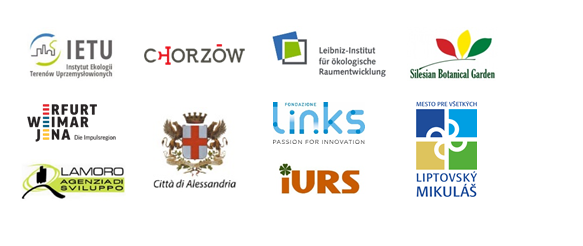 IETU
Instytut Ekologii
Terenów Uprzemysłowionych
CHORZÓW
Leibniz-Institut
für ökologische
Raumentwicklung
Silesian Botanical Garden
ERFURT
WEIMAR
JENA Die Impulsregion
Città di Alessandria
FONDAZIONE
Links
PASSION FOR INNOVATION
MESTO PRE VŠETKÝCH
LIPTOVSKÝ
MIKULÁŠ
LAMORO
AGENZIA DI
SVILUPPO
iURS